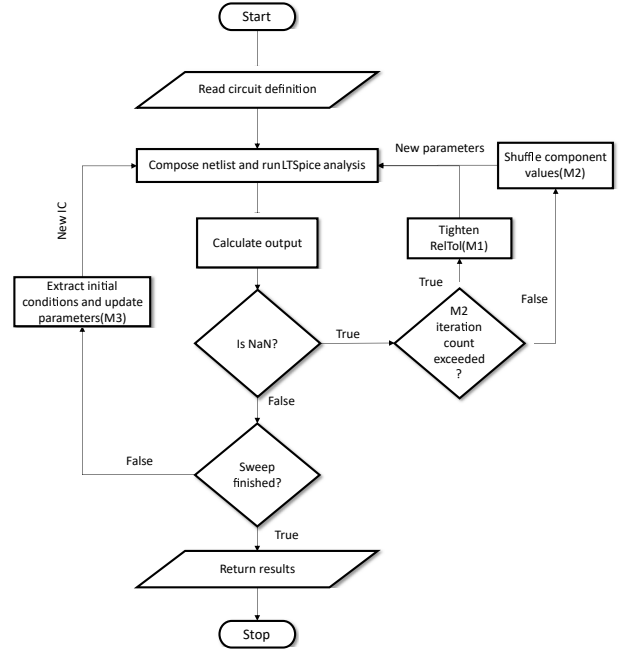 Start
Read circuit definition
Compose netlist and run LTSpice analysis
New parameters
Shuffle component
values(M2)
New IC
Calculate output
Tighten
RelTol(M1)
Extract initial
conditions and update
parameters(M3)
True
False
Is NaN?
True
M2
iteration
count
exceeded
?
False
Sweep
finished?
False
True
Return results
Stop